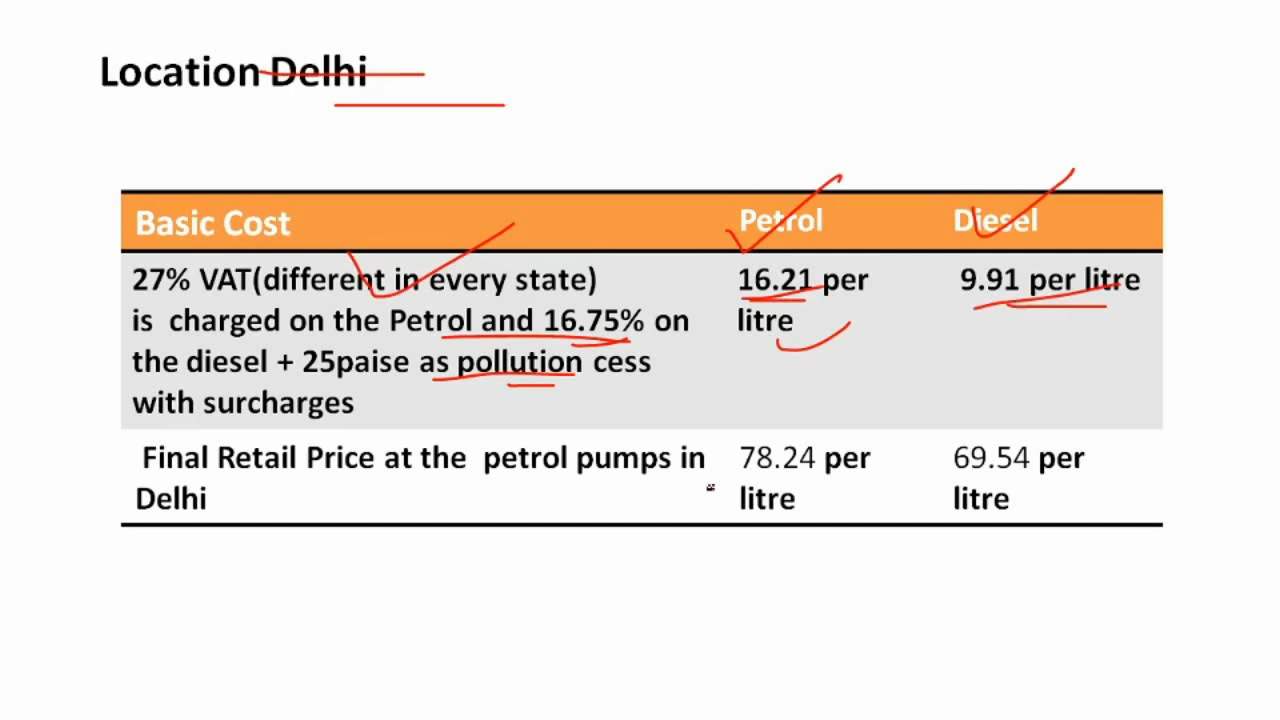 Location Delhi
Basic Cost Petrol Diesel
27% VAT(different in every state) 16.21 per 9.91 per litre
is charged on the Petrol and 16.75% on litre
the diesel + 25paise as pollution cess
with surcharges
Final Retail Price at the petrol pumps in 78.24 per 69.54 per
Delhi litre litre